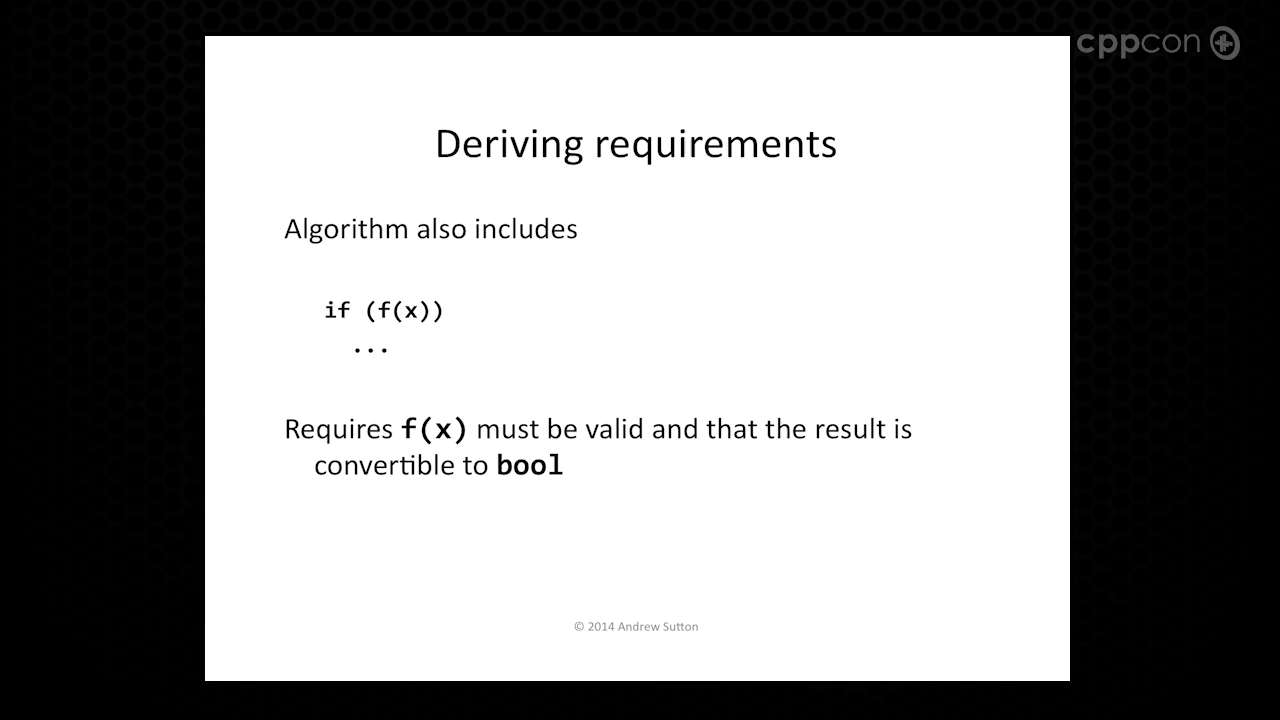 cppcon
Deriving requirements
Algorithm also includes
if (f(x))
...
Requires f(x) must be valid and that the result is
convertible to bool
© 2014 Andrew Sutton